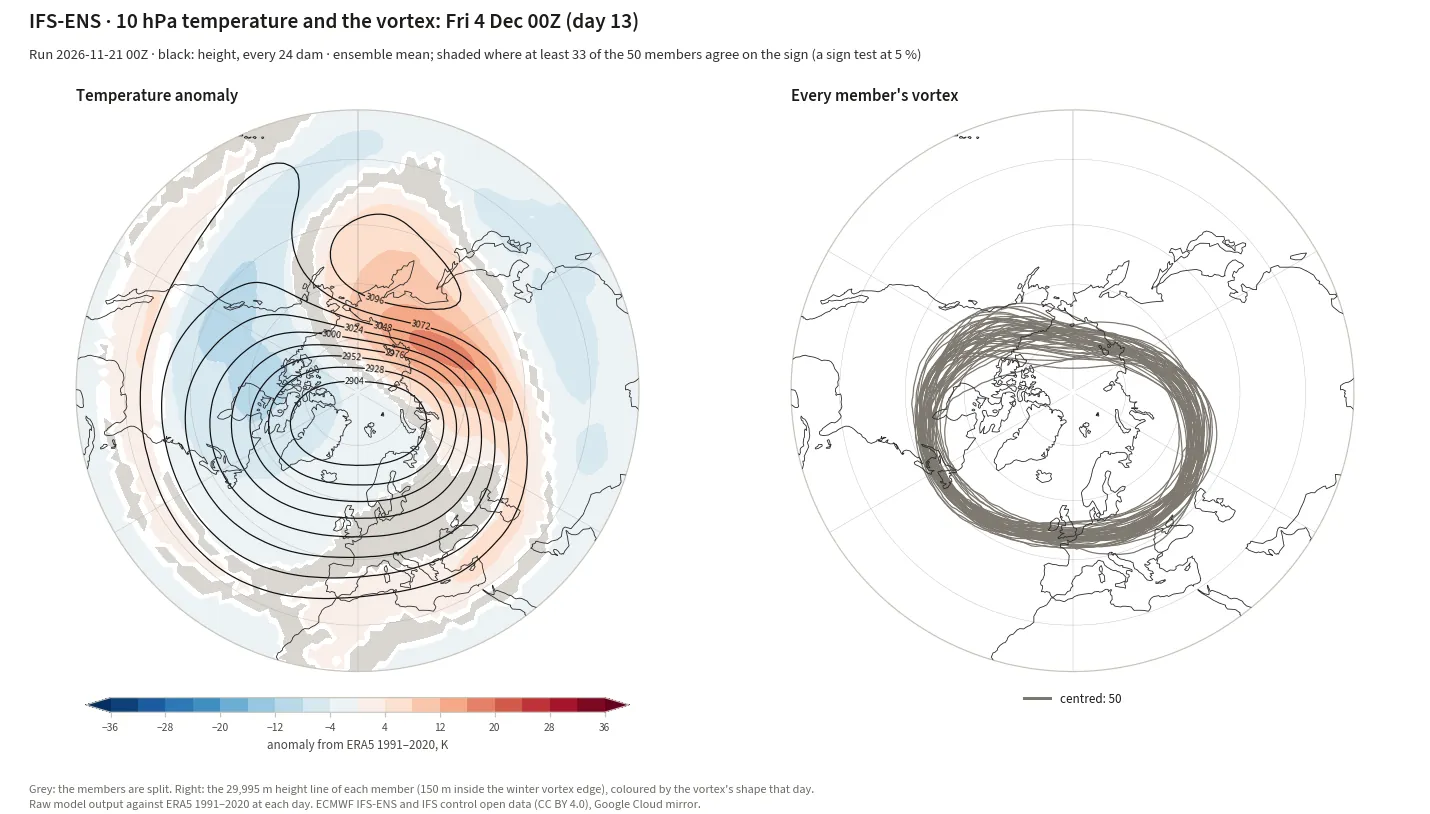 IFS-ENS · 10 hPa temperature and the vortex: Fri 4 Dec 00Z (day 13)
Run 2026-11-21 00Z · black: height, every 24 dam · ensemble mean; shaded where at least 33 of the 50 members agree on the sign (a sign test at 5 %)
Temperature anomaly
Every member's vortex
3096
3000 3024 3048 3072
2952 2976
2928
2904
centred: 50
−36 −28 −20 −12 −4 4 12 20 28 36
anomaly from ERA5 1991–2020, K
Grey: the members are split. Right: the 29,995 m height line of each member (150 m inside the winter vortex edge), coloured by the vortex's shape that day.
Raw model output against ERA5 1991–2020 at each day. ECMWF IFS-ENS and IFS control open data (CC BY 4.0), Google Cloud mirror.